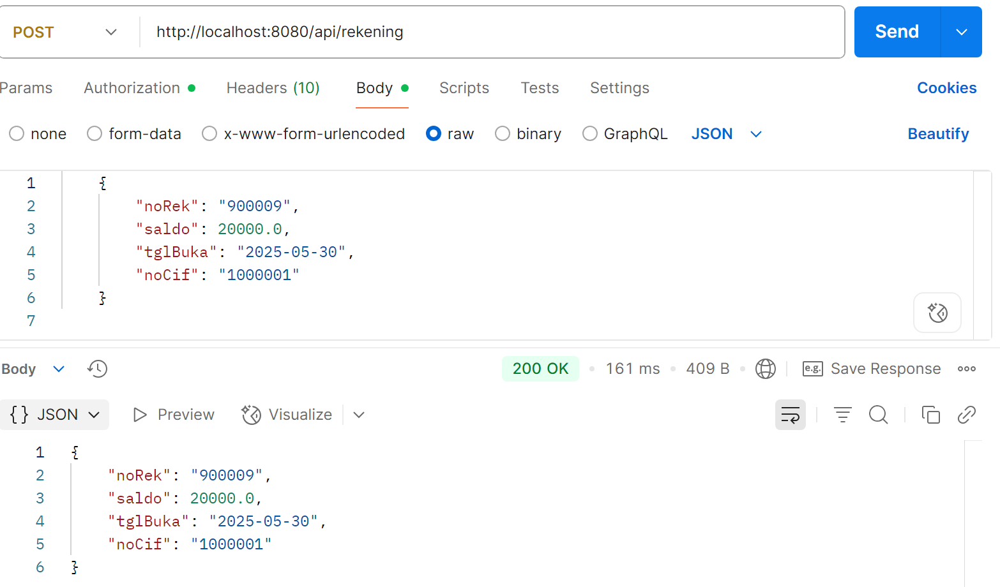 POST http://localhost:8080/api/rekening Send
Params Authorization Headers (10) Body Scripts Tests Settings Cookies
none form-data x-www-form-urlencoded raw binary GraphQL JSON Beautify
1 {
2 "noRek": "900009",
3 "saldo": 20000.0,
4 "tglBuka": "2025-05-30",
5 "noCif": "1000001"
6 }
7
Body 200 OK 161 ms 409 B e.g. Save Response
{} JSON Preview Visualize
1 {
2 "noRek": "900009",
3 "saldo": 20000.0,
4 "tglBuka": "2025-05-30",
5 "noCif": "1000001"
6 }